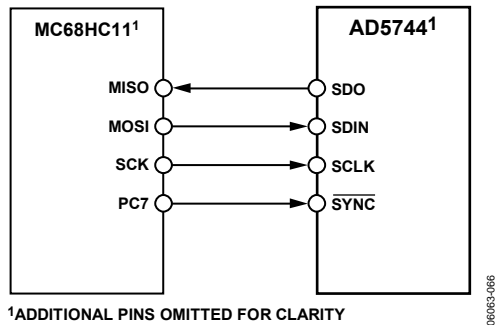 MC68HC11¹
AD5744¹
MISO
SDO
MOSI
SDIN
SCK
SCLK
PC7
SYNC
¹ADDITIONAL PINS OMITTED FOR CLARITY
06063-066